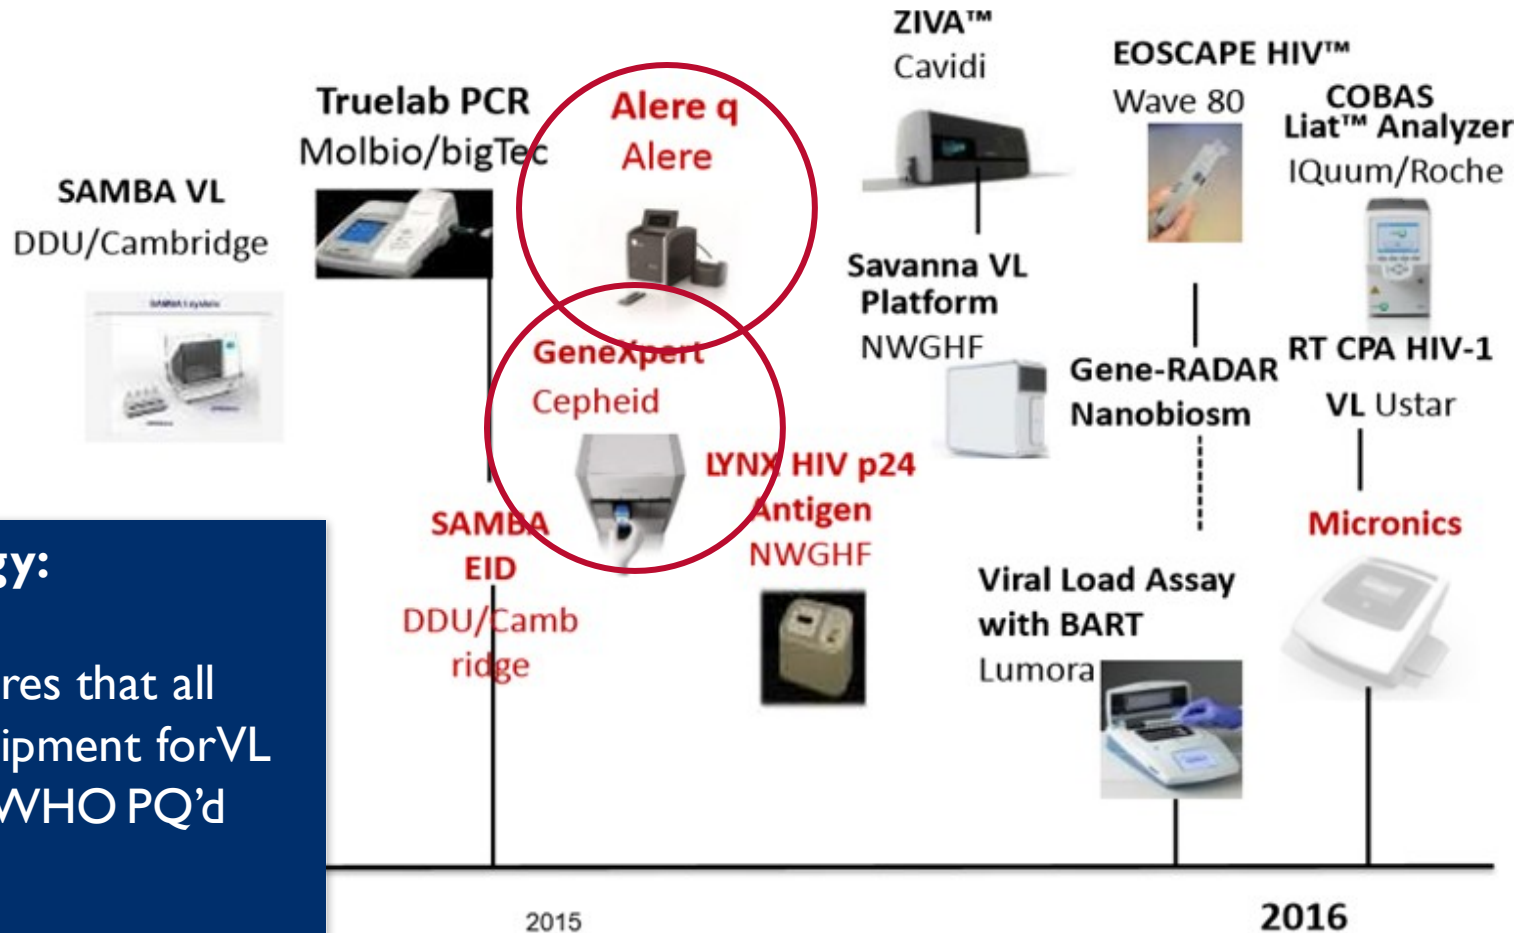 ZIVA™
Cavidi
EOSCAPE HIV™
Wave 80
COBAS
Liat™ Analyzer
IQuum/Roche
Truelab PCR
Molbio/bigTec
Alere q
Alere
SAMBA VL
DDU/Cambridge
SAMBA I system
Savanna VL
Platform
NWGHF
GeneXpert
Cepheid
Gene-RADAR
Nanobiosm
RT CPA HIV-1
VL Ustar
LYNX HIV p24
Antigen
NWGHF
SAMBA
EID
DDU/Camb
ridge
Micronics
Viral Load Assay
with BART
Lumora
gy:
res that all
ipment forVL
WHO PQ’d
2015
2016